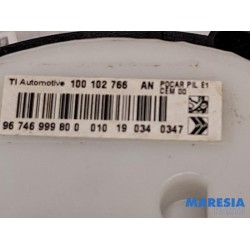 TI Automotive 100 102 766 AN POCAR PIL E1
CEM 00
96 746 999 80 0 010 19 034 0347
MARESIA